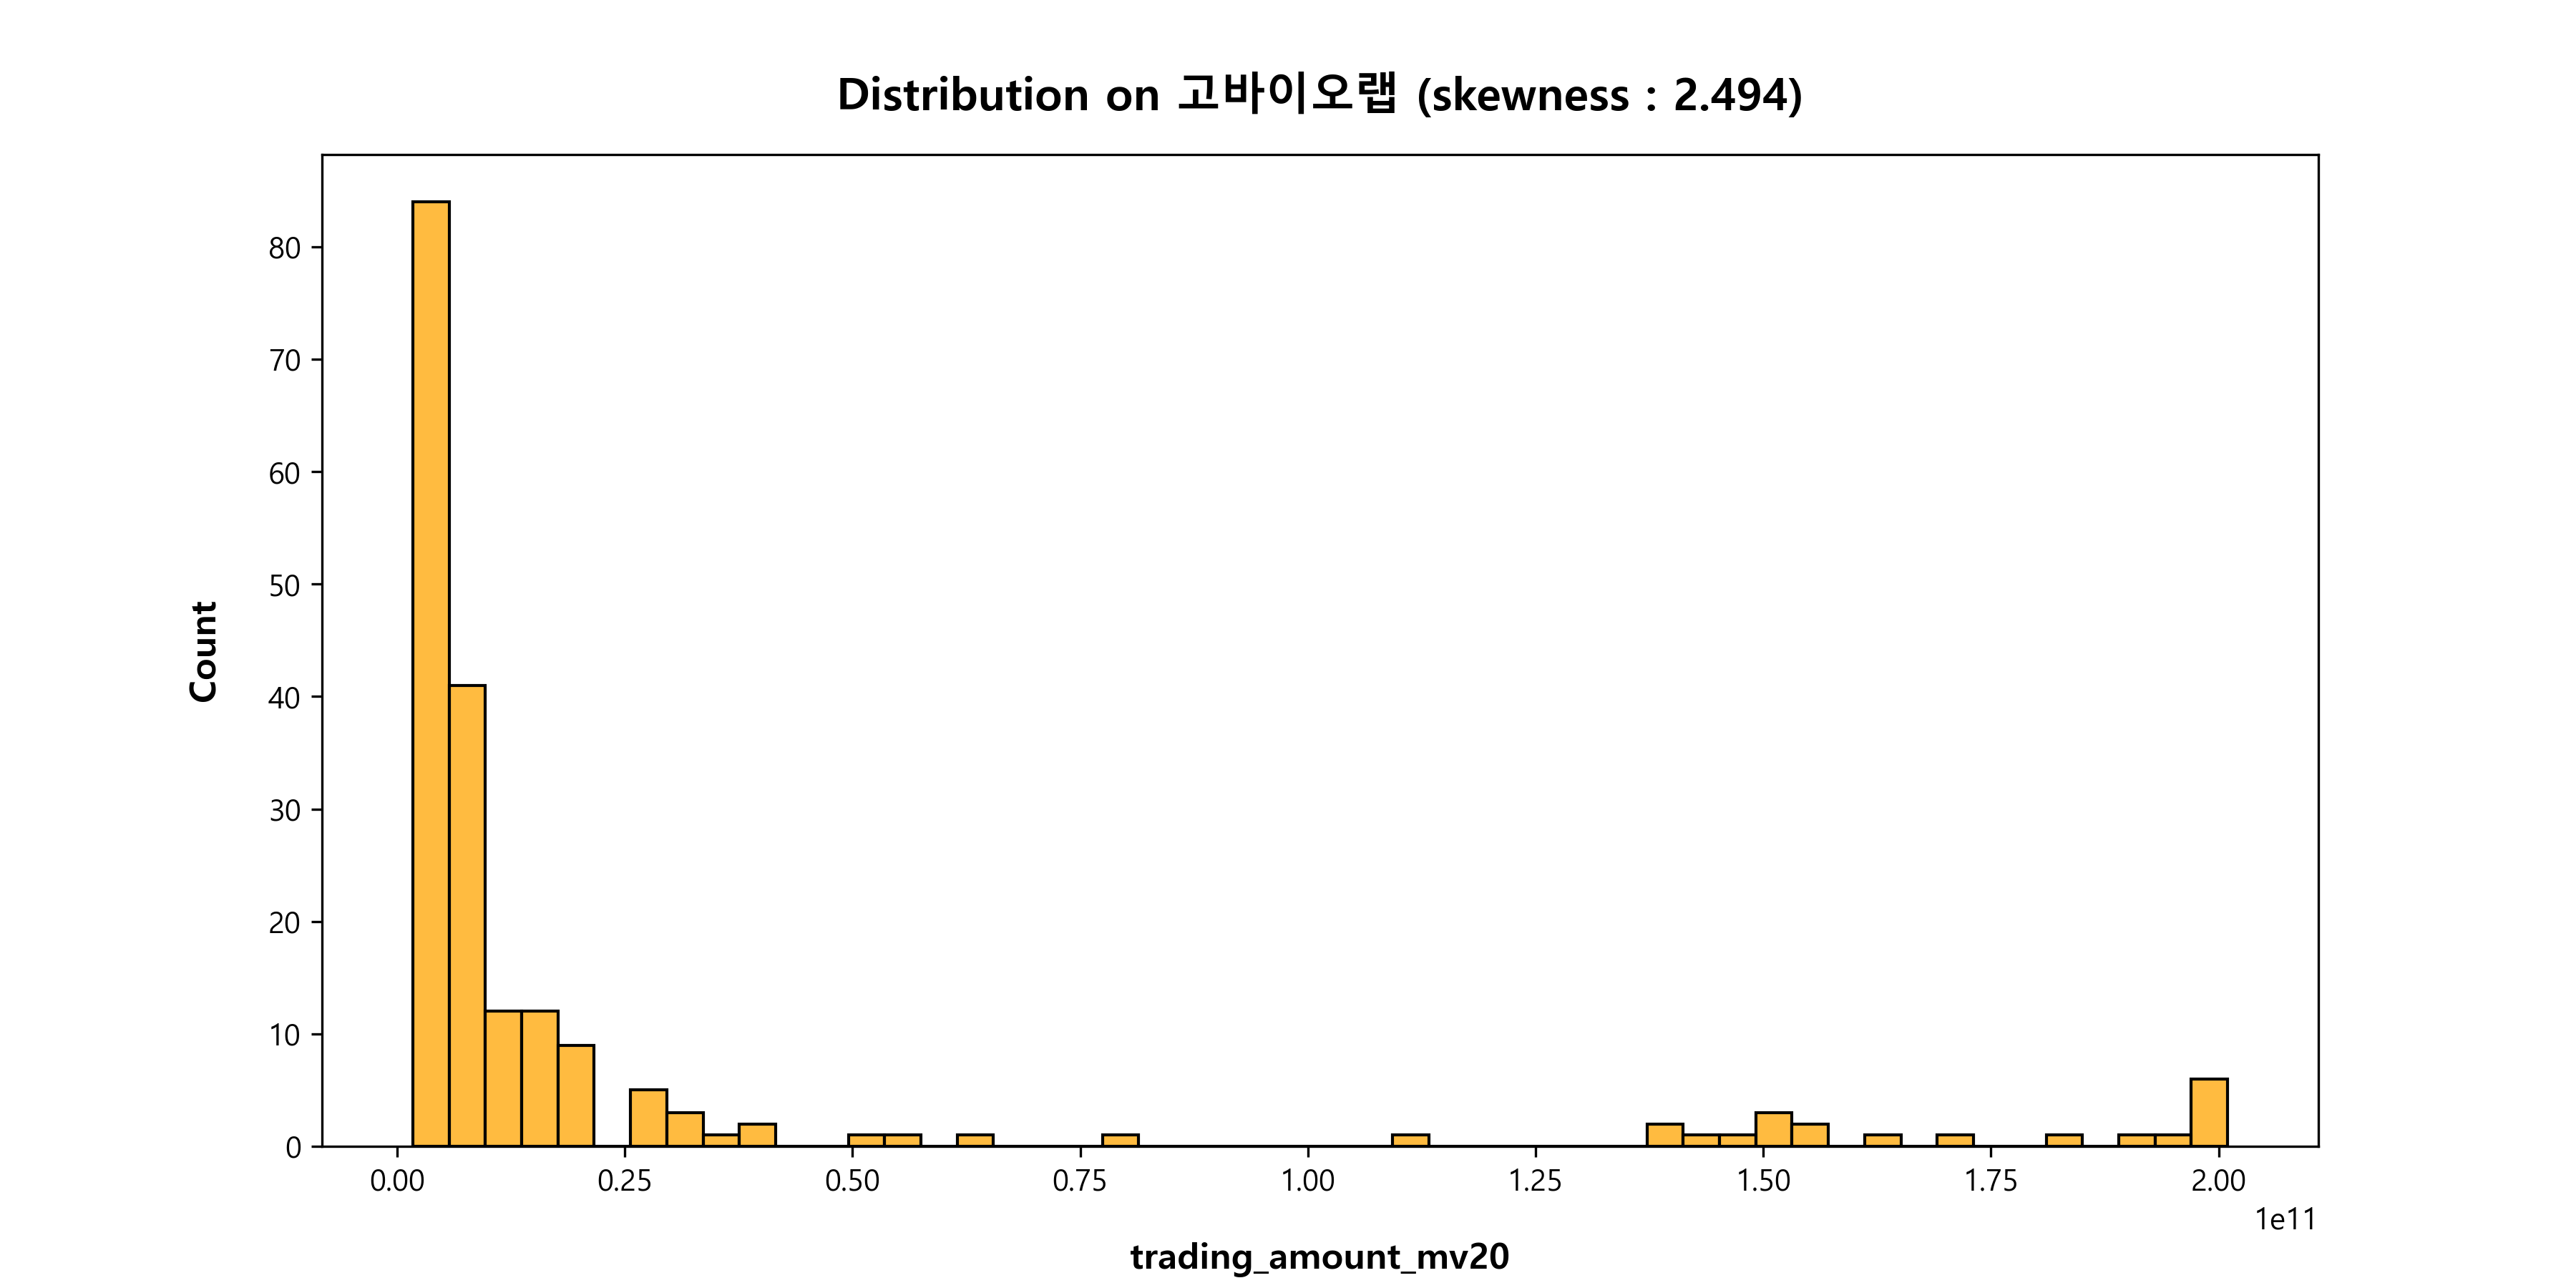 Distribution on 고바이오랩 (skewness : 2.494)
Count
80
70
60
50
40
30
20
10
0
0.00 0.25 0.50 0.75 1.00 1.25 1.50 1.75 2.00
1e11
trading_amount_mv20